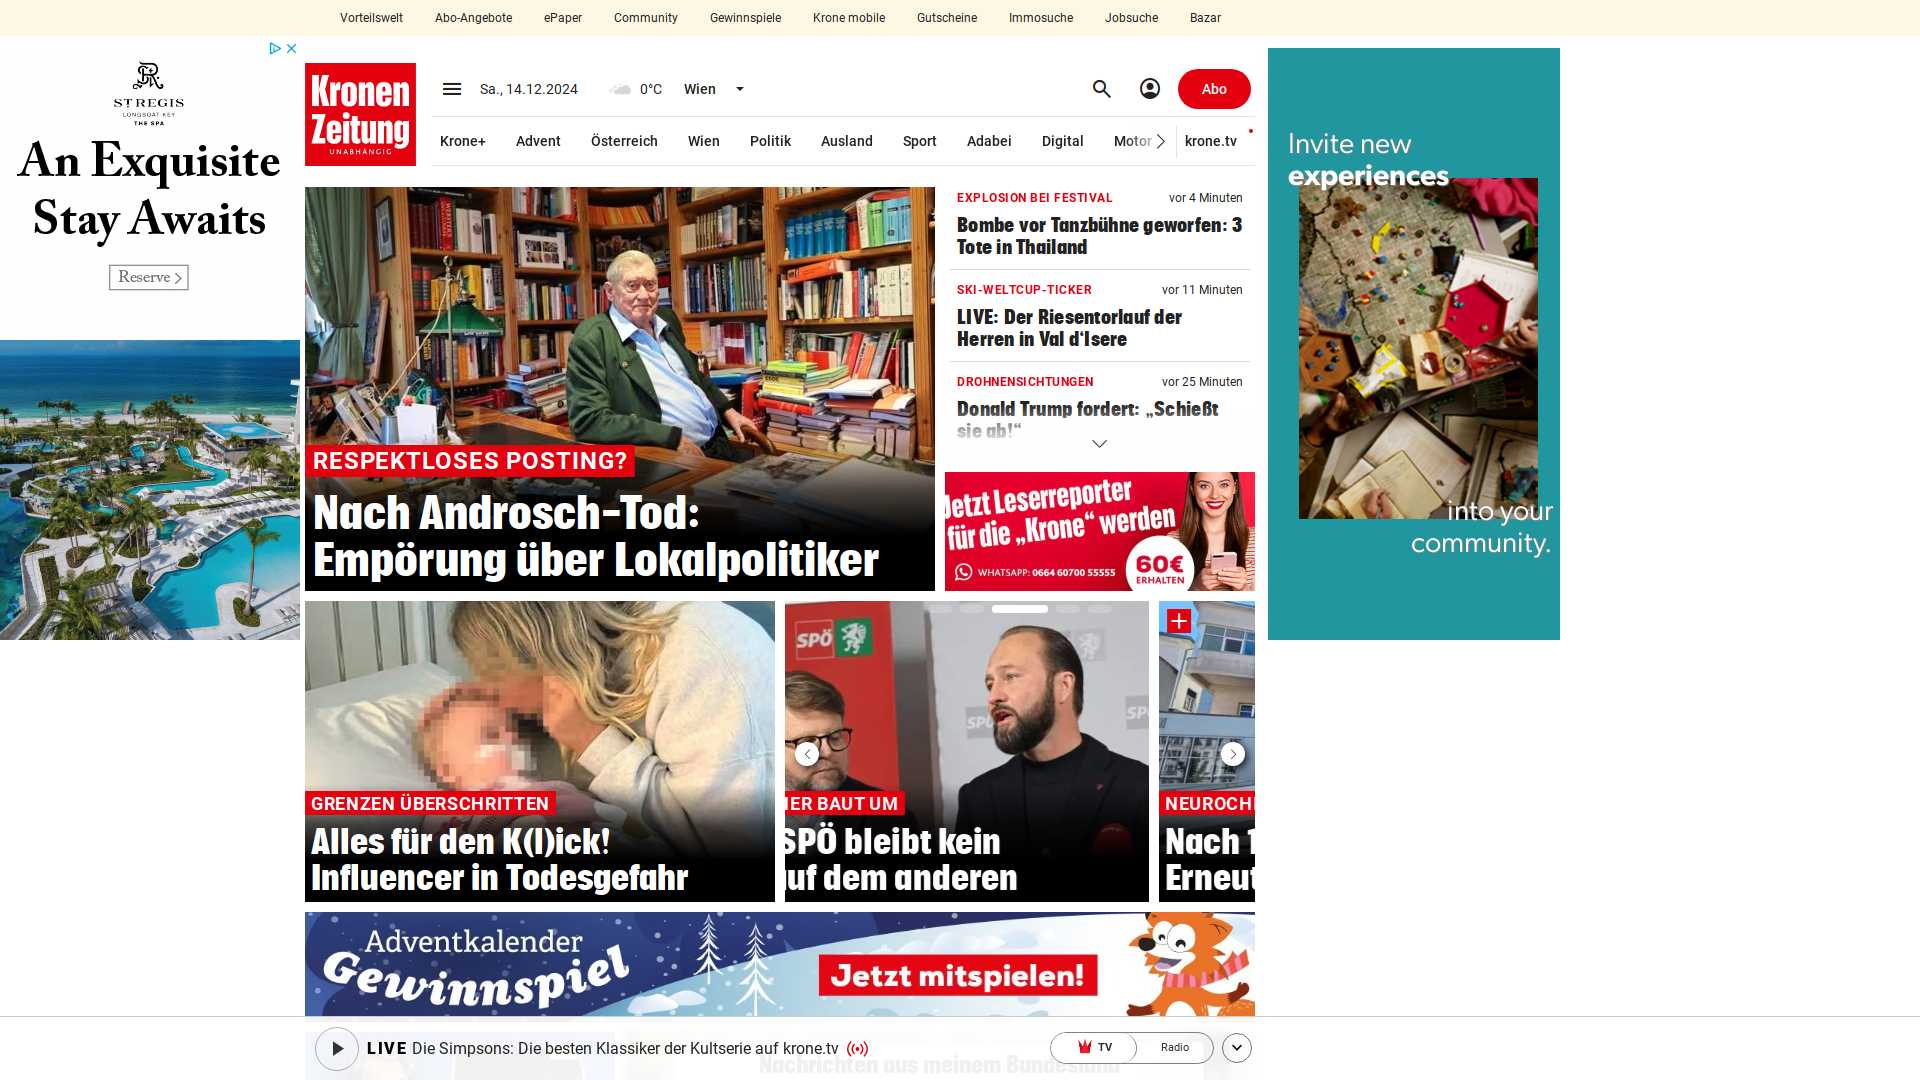 Vorteilswelt Abo-Angebote ePaper Community Gewinnspiele Krone mobile Gutscheine Immosuche Jobsuche Bazar
ST REGIS
LONGBOAT KEY
THE SPA
An Exquisite
Stay Awaits
Reserve
Kronen
Zeitung
UNABHÄNGIG
Sa., 14.12.2024 0°C Wien
Abo
Krone+ Advent Österreich Wien Politik Ausland Sport Adabei Digital Motor krone.tv
RESPEKTLOSES POSTING?
Nach Androsch-Tod:
Empörung über Lokalpolitiker
EXPLOSION BEI FESTIVAL vor 4 Minuten
Bombe vor Tanzbühne geworfen: 3
Tote in Thailand
SKI-WELTCUP-TICKER vor 11 Minuten
LIVE: Der Riesentorlauf der
Herren in Val d‘Isere
DROHNENSICHTUNGEN vor 25 Minuten
Donald Trump fordert: „Schießt
sie ab!“
Jetzt Leserreporter
für die „Krone“ werden
WHATSAPP: 0664 60700 55555
60€
ERHALTEN
Invite new
experiences
into your
community.
GRENZEN ÜBERSCHRITTEN
Alles für den K(l)ick!
Influencer in Todesgefahr
SPÖ
SPÖ
SP
HER BAUT UM
SPÖ bleibt kein
auf dem anderen
NEUROCH
Nach 1
Erneut
Adventkalender
Gewinnspiel
Jetzt mitspielen!
LIVE Die Simpsons: Die besten Klassiker der Kultserie auf krone.tv
TV Radio
Nachrichten aus meinem Bundesland